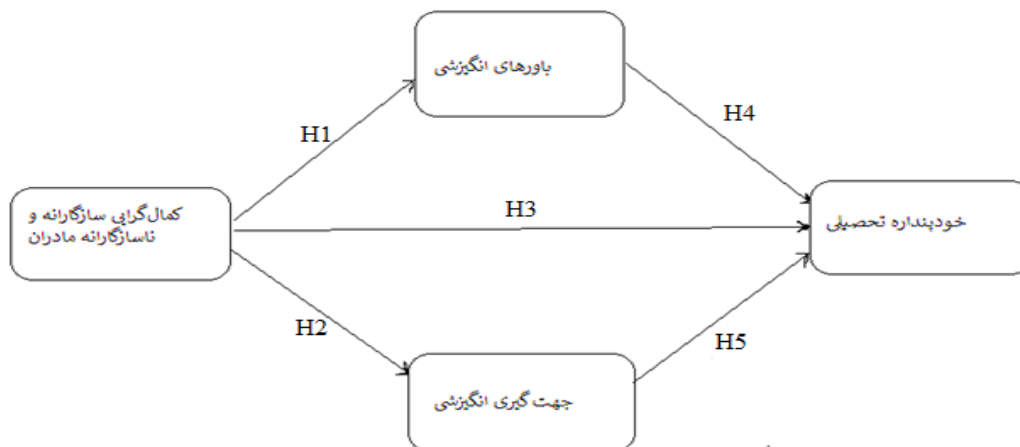 باورهای انگیزشی
H1
H4
کمال‌گرایی سازگارانه و
ناسازگارانه مادران
H3
خودپنداره تحصیلی
H2
H5
جهت گیری انگیزشی